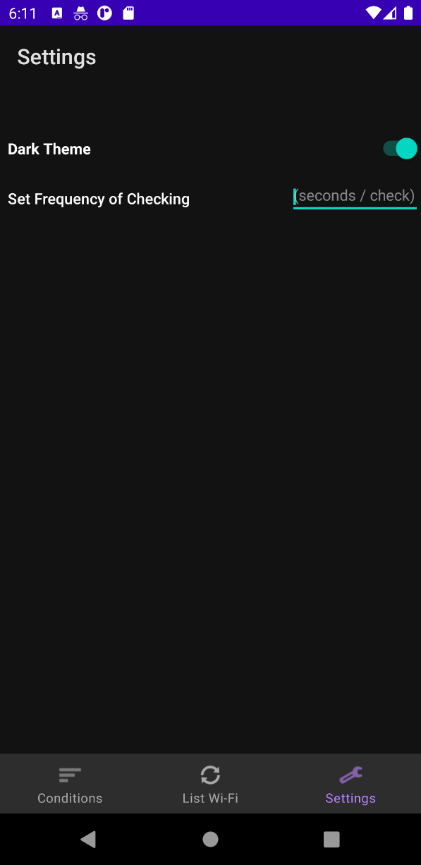 6:11
Settings
Dark Theme
Set Frequency of Checking
(seconds / check)
Conditions
List Wi-Fi
Settings